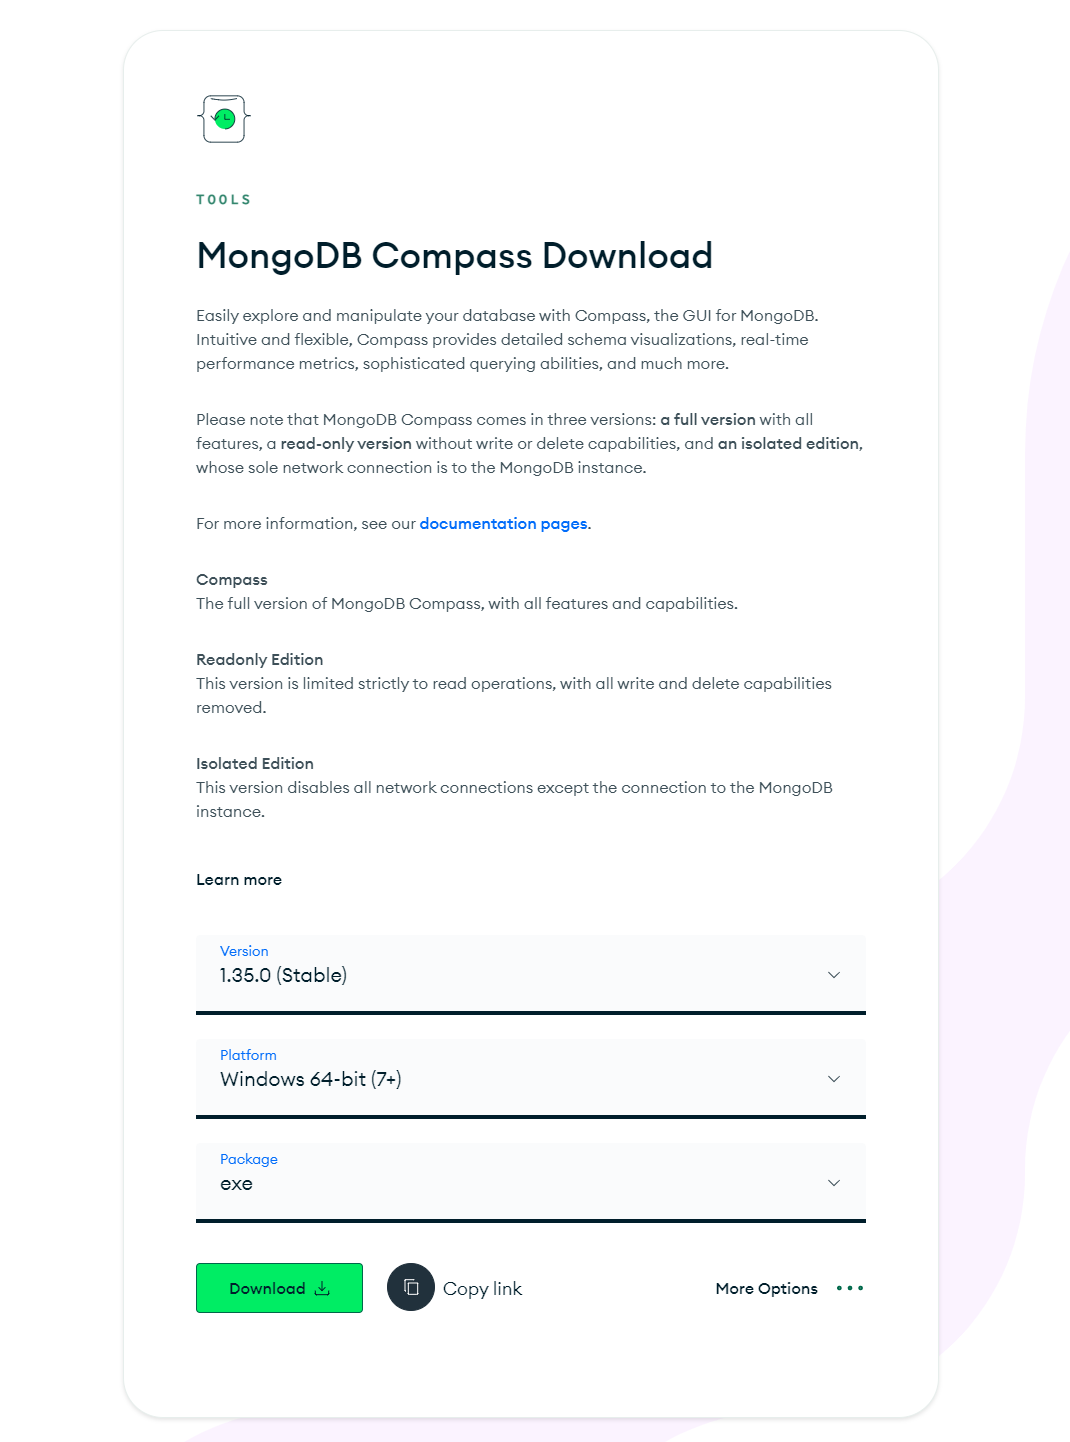 TOOLS
MongoDB Compass Download
Easily explore and manipulate your database with Compass, the GUI for MongoDB.
Intuitive and flexible, Compass provides detailed schema visualizations, real-time
performance metrics, sophisticated querying abilities, and much more.
Please note that MongoDB Compass comes in three versions: a full version with all
features, a read-only version without write or delete capabilities, and an isolated edition,
whose sole network connection is to the MongoDB instance.
For more information, see our documentation pages.
Compass
The full version of MongoDB Compass, with all features and capabilities.
Readonly Edition
This version is limited strictly to read operations, with all write and delete capabilities
removed.
Isolated Edition
This version disables all network connections except the connection to the MongoDB
instance.
Learn more
Version
1.35.0 (Stable)
Platform
Windows 64-bit (7+)
Package
exe
Download Copy link More Options